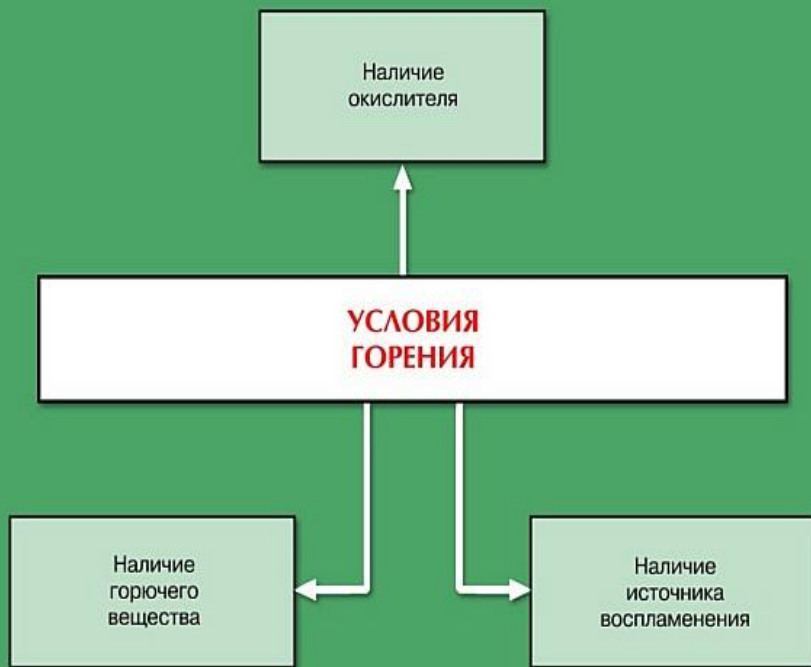 Наличие
окислителя
УСЛОВИЯ
ГОРЕНИЯ
Наличие
горючего
вещества
Наличие
источника
воспламенения